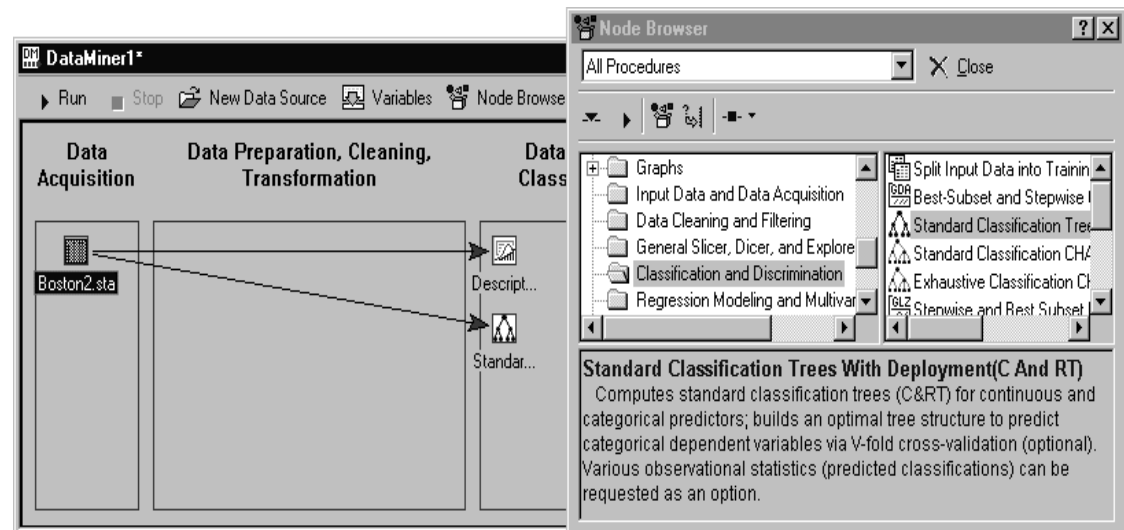 DataMiner1*
Run Stop New Data Source Variables Node Browse
Data
Acquisition
Data Preparation, Cleaning,
Transformation
Data
Class
Boston2.sta
Descript...
Standar...
Node Browser
All Procedures
Close
Graphs
Input Data and Data Acquisition
Data Cleaning and Filtering
General Slicer, Dicer, and Explore
Classification and Discrimination
Regression Modeling and Multivar
Split Input Data into Trainin
Best-Subset and Stepwise
Standard Classification Tree
Standard Classification CHA
Exhaustive Classification CH
Stepwise and Best Subset
Standard Classification Trees With Deployment(C And RT)
Computes standard classification trees (C&RT) for continuous and
categorical predictors; builds an optimal tree structure to predict
categorical dependent variables via V-fold cross-validation (optional).
Various observational statistics (predicted classifications) can be
requested as an option.